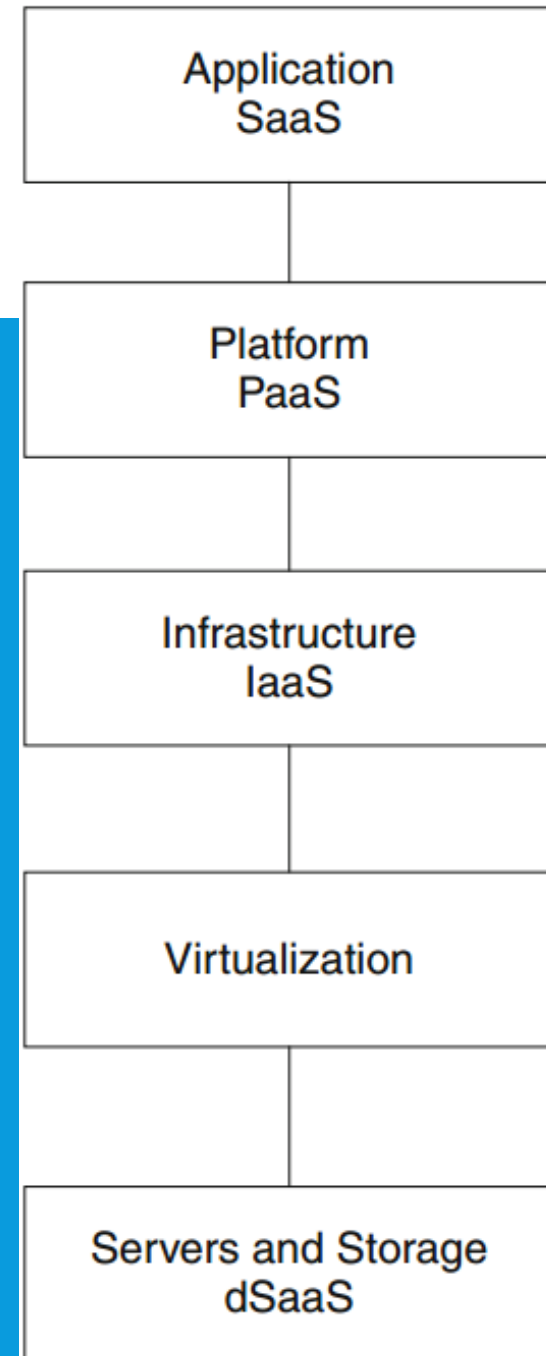 Application
SaaS
Platform
PaaS
Infrastructure
IaaS
Virtualization
Servers and Storage
dSaaS